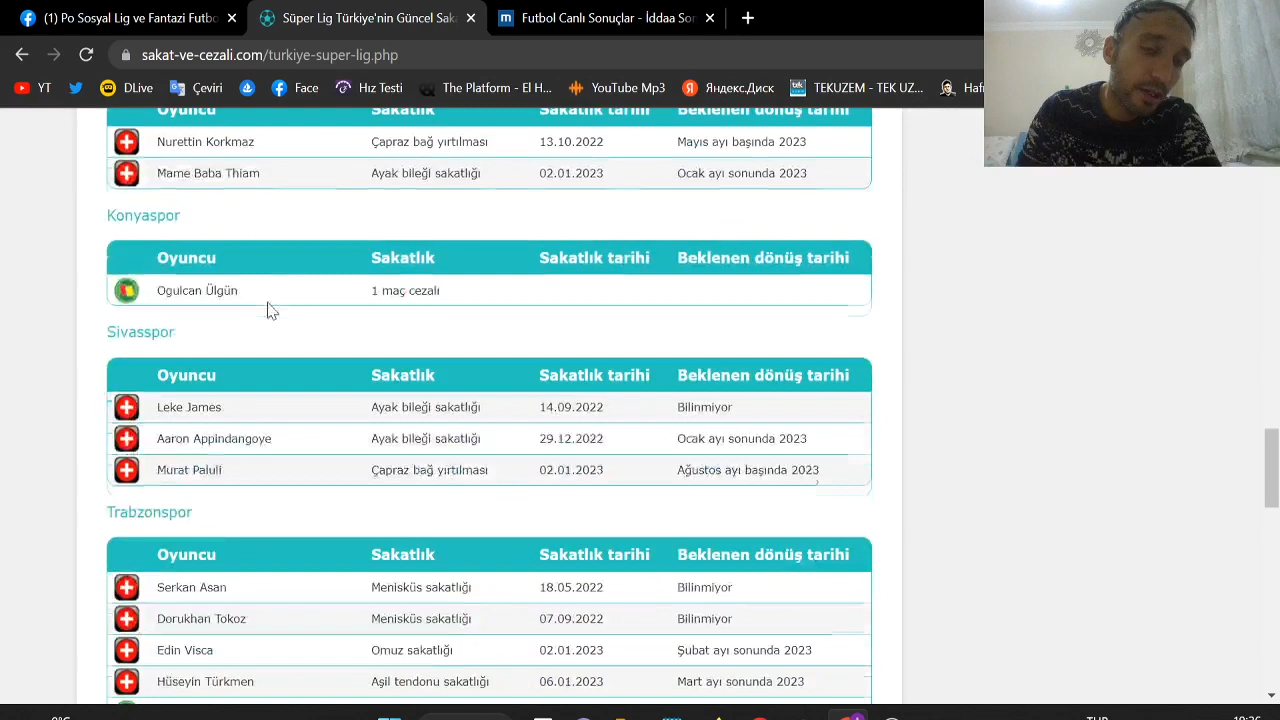 (1) Po Sosyal Lig ve Fantazi Futbo
Süper Lig Türkiye'nin Güncel Sak
Futbol Canlı Sonuçlar - İddaa Son
sakat-ve-cezali.com/turkiye-super-lig.php
YT
DLive
Çeviri
Face
Hız Testi
The Platform - El H...
YouTube Mp3
Яндекс.Диск
TEKUZEM - TEK UZ...
Hafı
Oyuncu Sakatlık Sakatlık tarihi Beklenen dönüş tarihi
Nurettin Korkmaz Çapraz bağ yırtılması 13.10.2022 Mayıs ayı başında 2023
Mame Baba Thiam Ayak bileği sakatlığı 02.01.2023 Ocak ayı sonunda 2023
Konyaspor
Oyuncu Sakatlık Sakatlık tarihi Beklenen dönüş tarihi
Ogulcan Ülgün 1 maç cezalı
Sivasspor
Oyuncu Sakatlık Sakatlık tarihi Beklenen dönüş tarihi
Leke James Ayak bileği sakatlığı 14.09.2022 Bilinmiyor
Aaron Appindangoye Ayak bileği sakatlığı 29.12.2022 Ocak ayı sonunda 2023
Murat Paluli Çapraz bağ yırtılması 02.01.2023 Ağustos ayı başında 2023
Trabzonspor
Oyuncu Sakatlık Sakatlık tarihi Beklenen dönüş tarihi
Serkan Asan Menisküs sakatlığı 18.05.2022 Bilinmiyor
Dorukhan Tokoz Menisküs sakatlığı 07.09.2022 Bilinmiyor
Edin Visca Omuz sakatlığı 02.01.2023 Şubat ayı sonunda 2023
Hüseyin Türkmen Aşil tendonu sakatlığı 06.01.2023 Mart ayı sonunda 2023